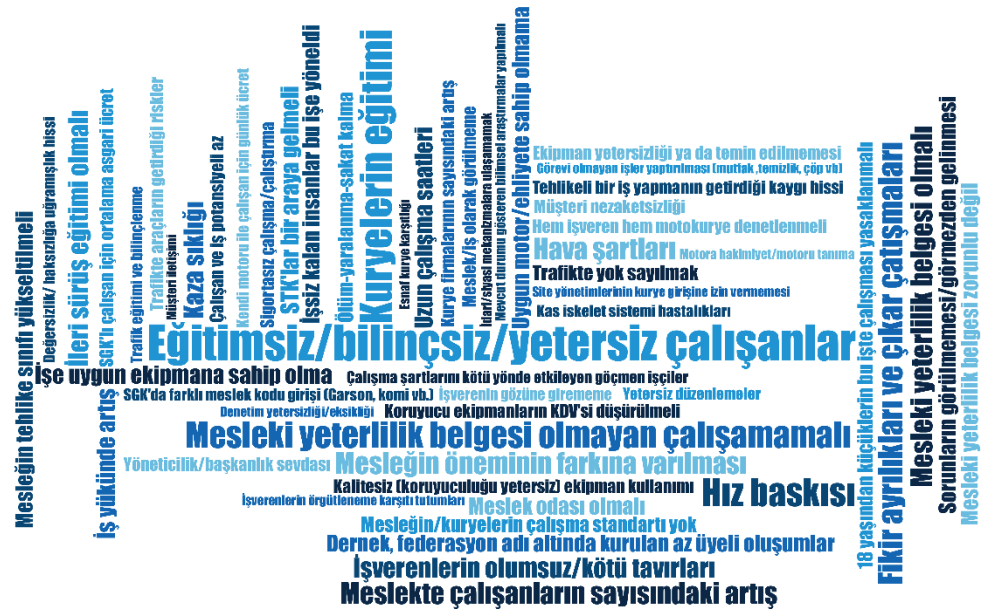 Mesleğin tehlike sınıfı yükseltilmeli
Değersizlik/ haksızlığa uğramışlık hissi
İleri sürüş eğitimi olmalı
İş yükünde artış
SGK'lı çalışan için ortalama asgari ücret
Trafik eğitimi ve bilinçlenme
Trafikte araçların getirdiği riskler
Müşteri iletişimi
Kaza sıklığı
Çalışan ve iş potansiyeli az
Kendi motoru ile çalışan için günlük ücret
Sigortasız çalışma/çalıştırma
STK'lar bir araya gelmeli
İşsiz kalan insanlar bu işe yöneldi
Ölüm-yaralanma-sakat kalma
Kuryelerin eğitimi
Esnaf kurye karşıtlığı
Uzun çalışma saatleri
Kurye firmalarının sayısındaki artış
Meslek/iş olarak görülmeme
İdari/siyasi mekanizmalara ulaşamamak
Mevcut durumu gösteren bilimsel araştırmalar yapılmalı
Uygun motor/ehliyete sahip olmama
Ekipman yetersizliği ya da temin edilmemesi
Görevi olmayan işler yaptırılması (mutfak ,temizlik, çöp vb)
Tehlikeli bir iş yapmanın getirdiği kaygı hissi
Müşteri nezaketsizliği
Hem işveren hem motokurye denetlenmeli
Hava şartları
Motora hakimiyet/motoru tanıma
Trafikte yok sayılmak
Site yönetimlerinin kurye girişine izin vermemesi
Kas iskelet sistemi hastalıkları
Eğitimsiz/bilinçsiz/yetersiz çalışanlar
İşe uygun ekipmana sahip olma
Çalışma şartlarını kötü yönde etkileyen göçmen işçiler
SGK'da farklı meslek kodu girişi (Garson, komi vb.)
İşverenin gözüne girememe
Yetersiz düzenlemeler
Denetim yetersizliği/eksikliği
Koruyucu ekipmanların KDV'si düşürülmeli
Mesleki yeterlilik belgesi olmayan çalışamamalı
Yöneticilik/başkanlık sevdası
Mesleğin öneminin farkına varılması
Kalitesiz (koruyuculuğu yetersiz) ekipman kullanımı
Hız baskısı
İşverenlerin örgütleneme karşıtı tutumları
Meslek odası olmalı
Mesleğin/kuryelerin çalışma standartı yok
Dernek, federasyon adı altında kurulan az üyeli oluşumlar
İşverenlerin olumsuz/kötü tavırları
Meslekte çalışanların sayısındaki artış
18 yaşından küçüklerin bu işte çalışması yasaklanmalı
Fikir ayrılıkları ve çıkar çatışmaları
Mesleki yeterlilik belgesi olmalı
Sorunların görülmemesi/görmezden gelinmesi
Mesleki yeterlilik belgesi zorunlu değil